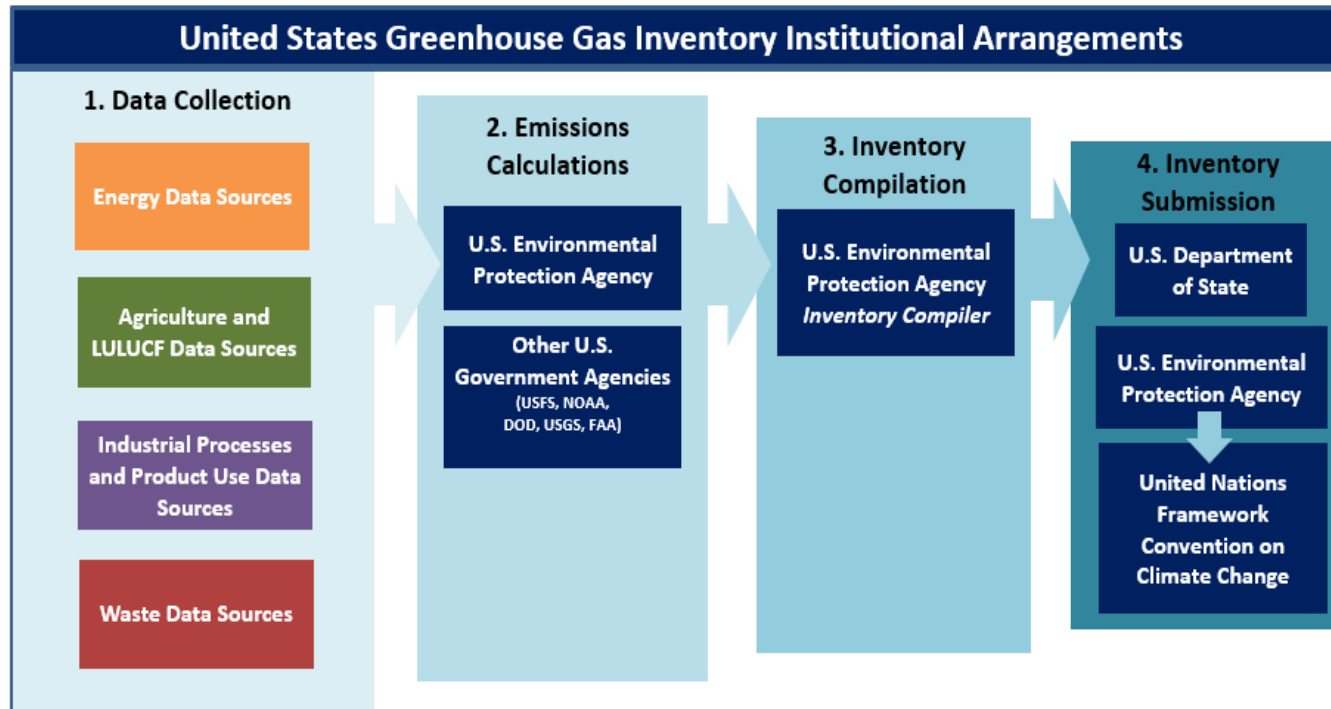 United States Greenhouse Gas Inventory Institutional Arrangements
1. Data Collection
Energy Data Sources
Agriculture and
LULUCF Data Sources
Industrial Processes
and Product Use Data
Sources
Waste Data Sources
2. Emissions
Calculations
U.S. Environmental
Protection Agency
Other U.S.
Government Agencies
(USFS, NOAA,
DOD, USGS, FAA)
3. Inventory
Compilation
U.S. Environmental
Protection Agency
Inventory Compiler
4. Inventory
Submission
U.S. Department
of State
U.S. Environmental
Protection Agency
United Nations
Framework
Convention on
Climate Change